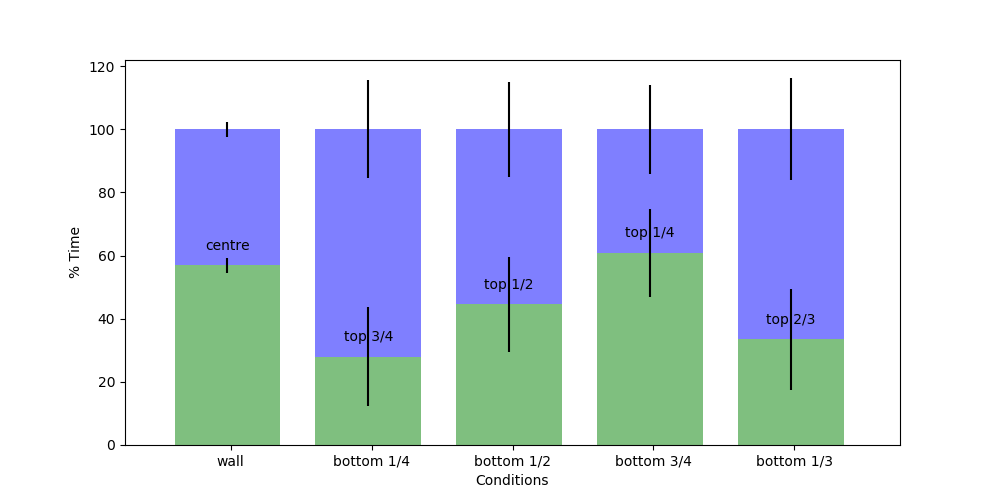 120
100
80
60
40
20
0
% Time
centre
top 3/4
top 1/2
top 1/4
top 2/3
wall
bottom 1/4
bottom 1/2
bottom 3/4
bottom 1/3
Conditions